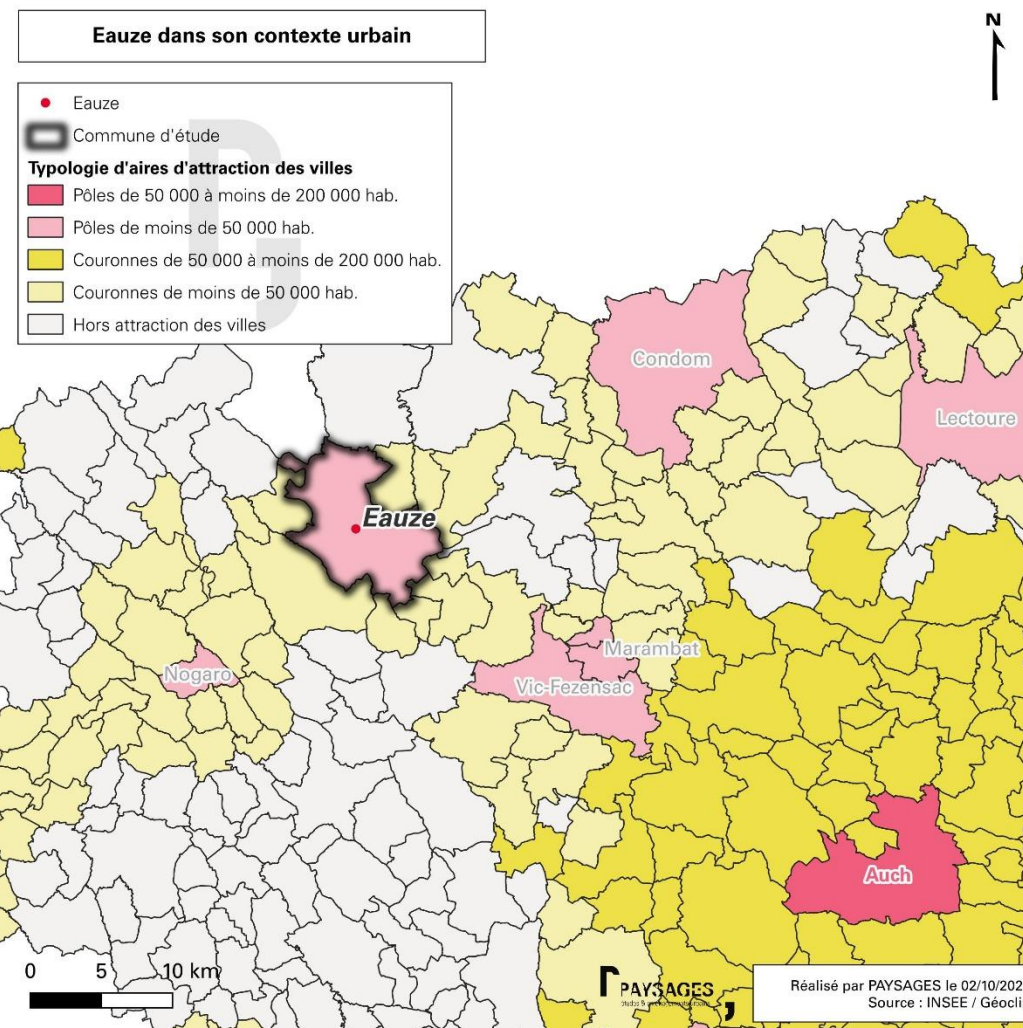 Eauze dans son contexte urbain
N
Eauze
Commune d'étude
Typologie d'aires d'attraction des villes
Pôles de 50 000 à moins de 200 000 hab.
Pôles de moins de 50 000 hab.
Couronnes de 50 000 à moins de 200 000 hab.
Couronnes de moins de 50 000 hab.
Hors attraction des villes
Condom
Lectoure
Eauze
Marambat
Nogaro
Vic-Fezensac
Auch
0 5 10 km
PAYSAGES
Réalisé par PAYSAGES le 02/10/202
Source : INSEE / Géocli